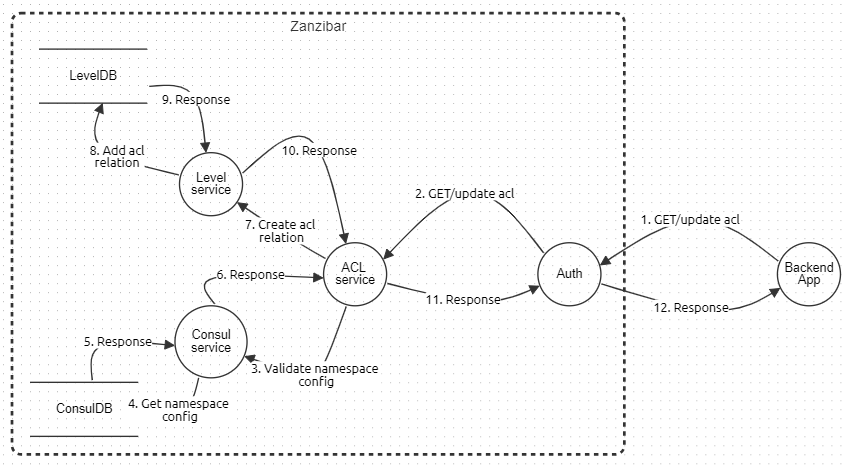 Zanzibar
LevelDB
9. Response
8. Add acl
relation
10. Response
Level
service
2. GET/update acl
1. GET/update acl
7. Create acl
relation
6. Response
ACL
service
Auth
Backend
App
11. Response
12. Response
Consul
service
5. Response
3. Validate namespace
config
ConsulDB
4. Get namespace
config